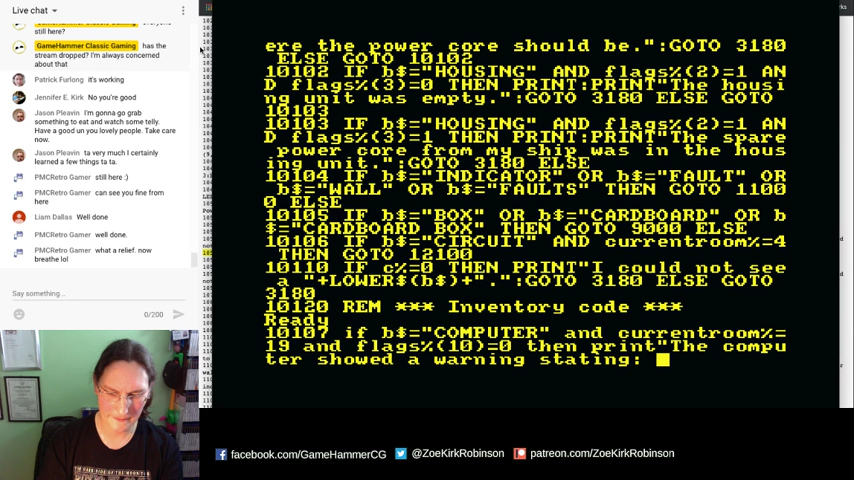 Live chat
GameHammer Classic Gaming everyone
still here?
GameHammer Classic Gaming has the
stream dropped? I'm always concerned
about that
Patrick Furlong it's working
Jennifer E. Kirk No you're good
Jason Pleavin I'm gonna go grab
something to eat and watch some telly.
Have a good un you lovely people. Take care
now.
Jason Pleavin ta very much I certainly
learned a few things ta ta.
PMCRetro Gamer still here :)
PMCRetro Gamer can see you fine from
here
Liam Dallas Well done
PMCRetro Gamer well done.
PMCRetro Gamer what a relief. now
breathe lol
Say something...
0/200
ere the power core should be.":GOTO 3180
ELSE GOTO 10102
10102 IF b$="HOUSING" AND flags%(2)=1 AN
D flags%(3)=0 THEN PRINT:PRINT"The housi
ng unit was empty.":GOTO 3180 ELSE GOTO
10103
10103 IF b$="HOUSING" AND flags%(2)=1 AN
D flags%(3)=1 THEN PRINT:PRINT"The spare
power core from my ship was in the hous
ing unit.":GOTO 3180 ELSE
10104 IF b$="INDICATOR" OR b$="FAULT" OR
b$="WALL" OR b$="FAULTS" THEN GOTO 1100
0 ELSE
10105 IF b$="BOX" OR b$="CARDBOARD" OR b
$="CARDBOARD BOX" THEN GOTO 9000 ELSE
10106 IF b$="CIRCUIT" AND currentroom%=4
THEN GOTO 12100
10110 IF c%=0 THEN PRINT"I could not see
a "+LOWER$(b$)+".":GOTO 3180 ELSE GOTO
3180
10120 REM *** Inventory code ***
Ready
10107 if b$="COMPUTER" and currentroom%=
19 and flags%(10)=0 then print"The compu
ter showed a warning stating:
facebook.com/GameHammerCG
@ZoeKirkRobinson
patreon.com/ZoeKirkRobinson